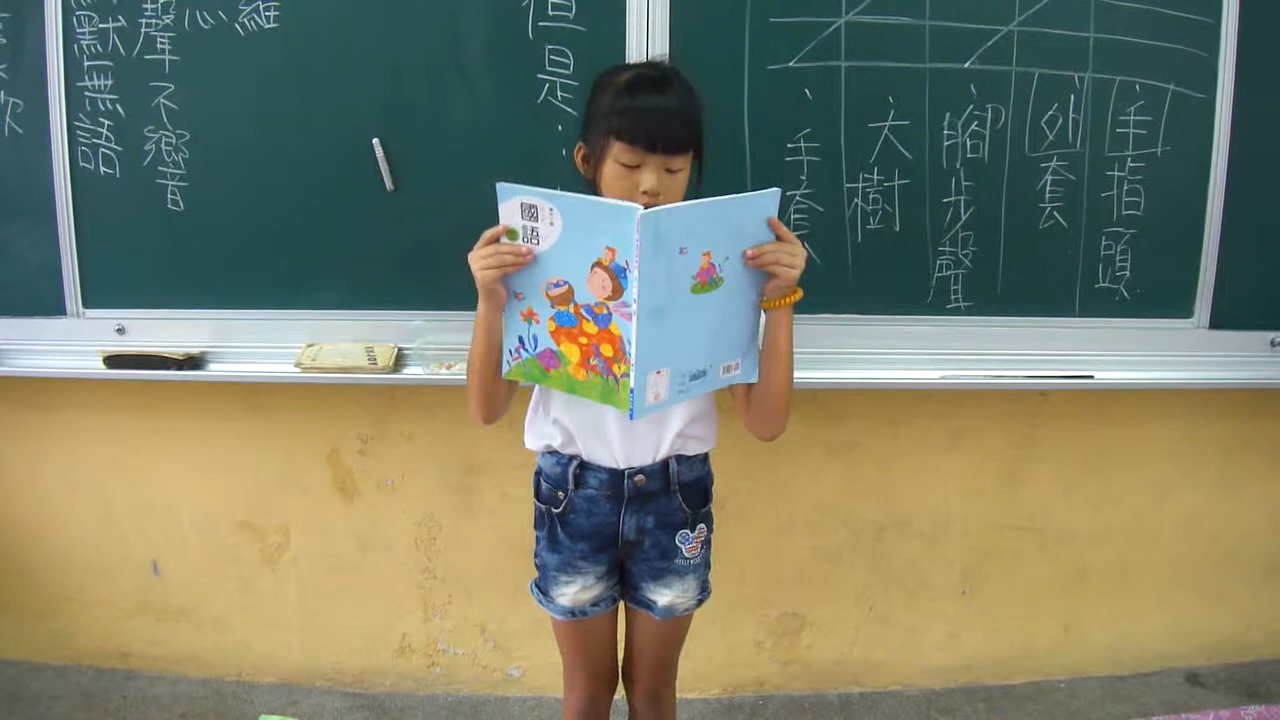 手指頭
外套
腳步聲
大樹
手套
但是：
維
心
聲不響
默默無語
國語